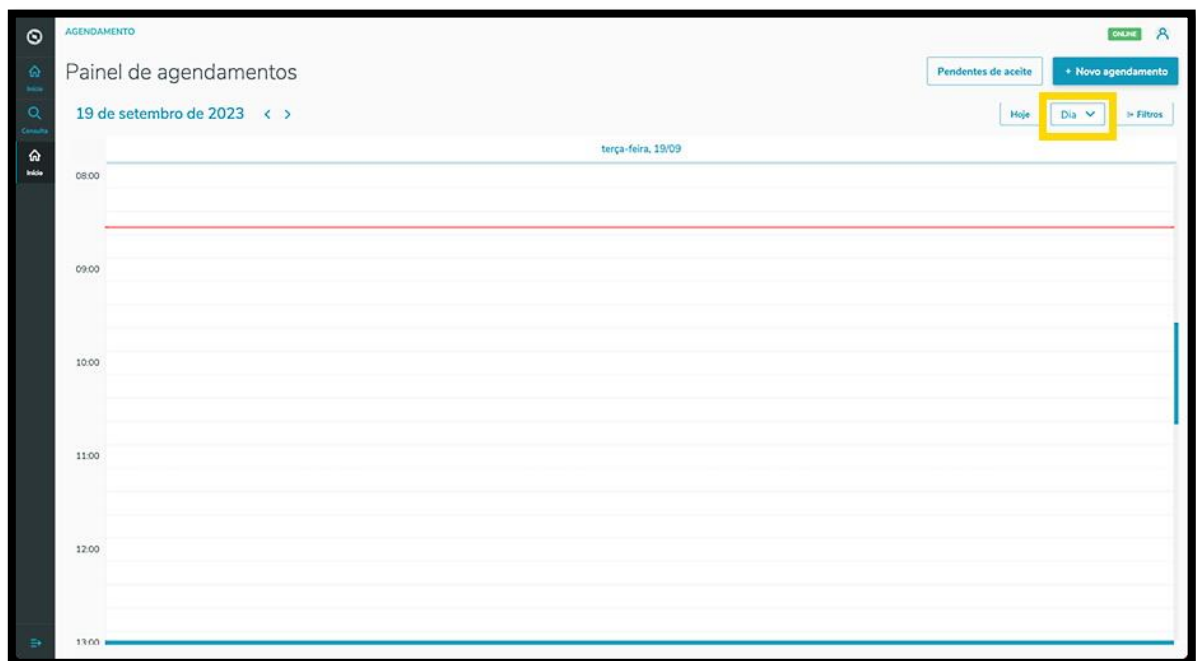 AGENDAMENTO
ONLINE
Painel de agendamentos
Pendentes de aceite
+ Novo agendamento
19 de setembro de 2023 < >
Hoje
Dia
Filtros
Início
Consulta
Início
terça-feira, 19/09
08:00
09:00
10:00
11:00
12:00
13:00